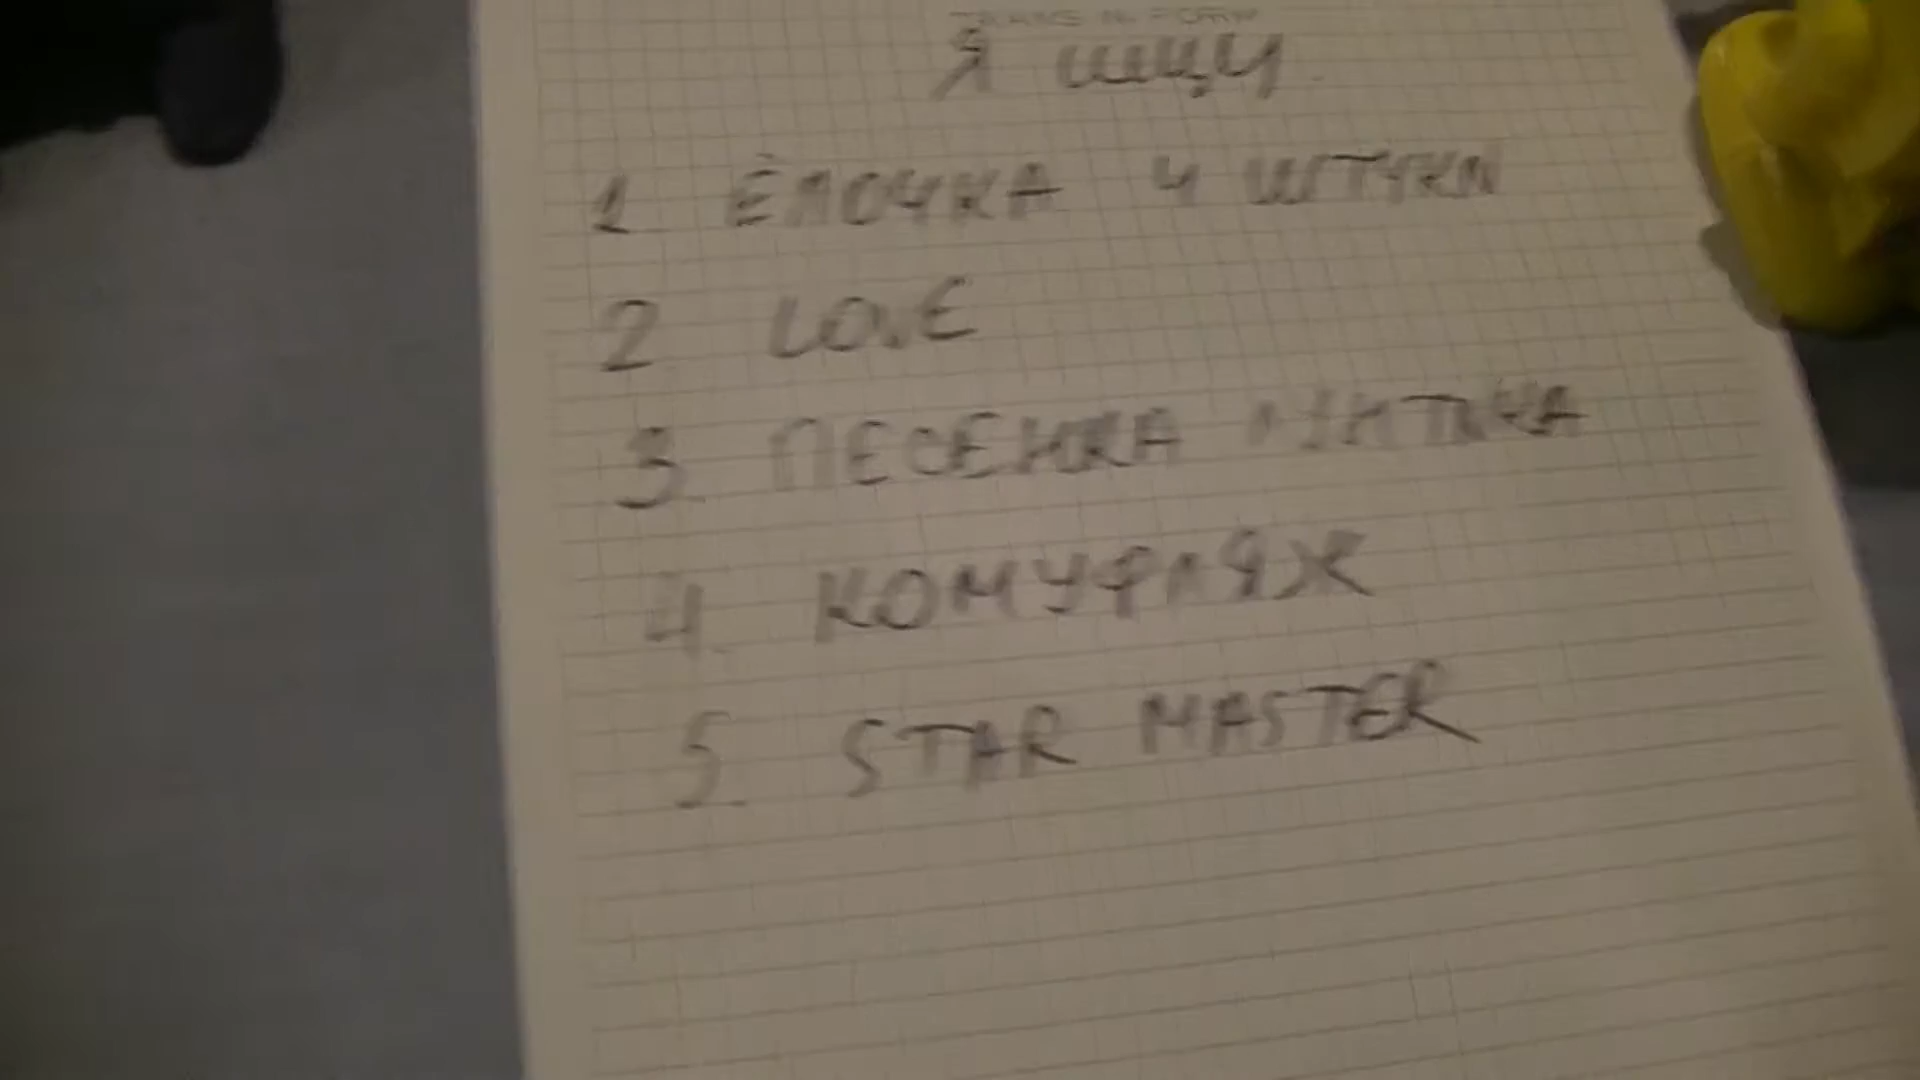 Я ищу
1 ЁЛОЧКА 4 ШТУКИ
2 LOVE
3 ПЕСЕНКА
4. КОМУФЛЯЖ
5. STAR MASTER